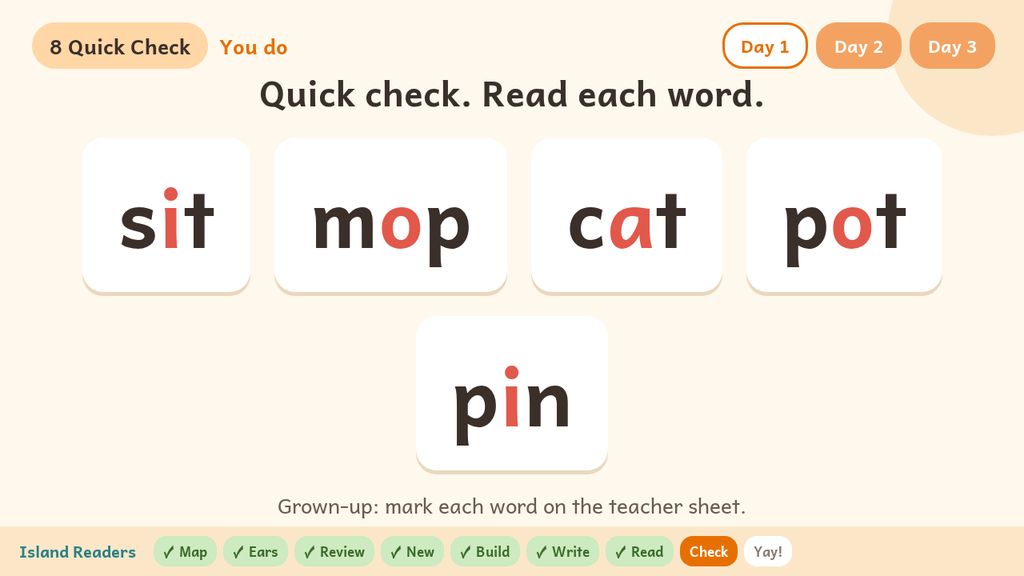 8 Quick Check You do Day 1 Day 2 Day 3
Quick check. Read each word.
sit mop cat pot
pin
Grown-up: mark each word on the teacher sheet.
Island Readers ✓ Map ✓ Ears ✓ Review ✓ New ✓ Build ✓ Write ✓ Read Check Yay!